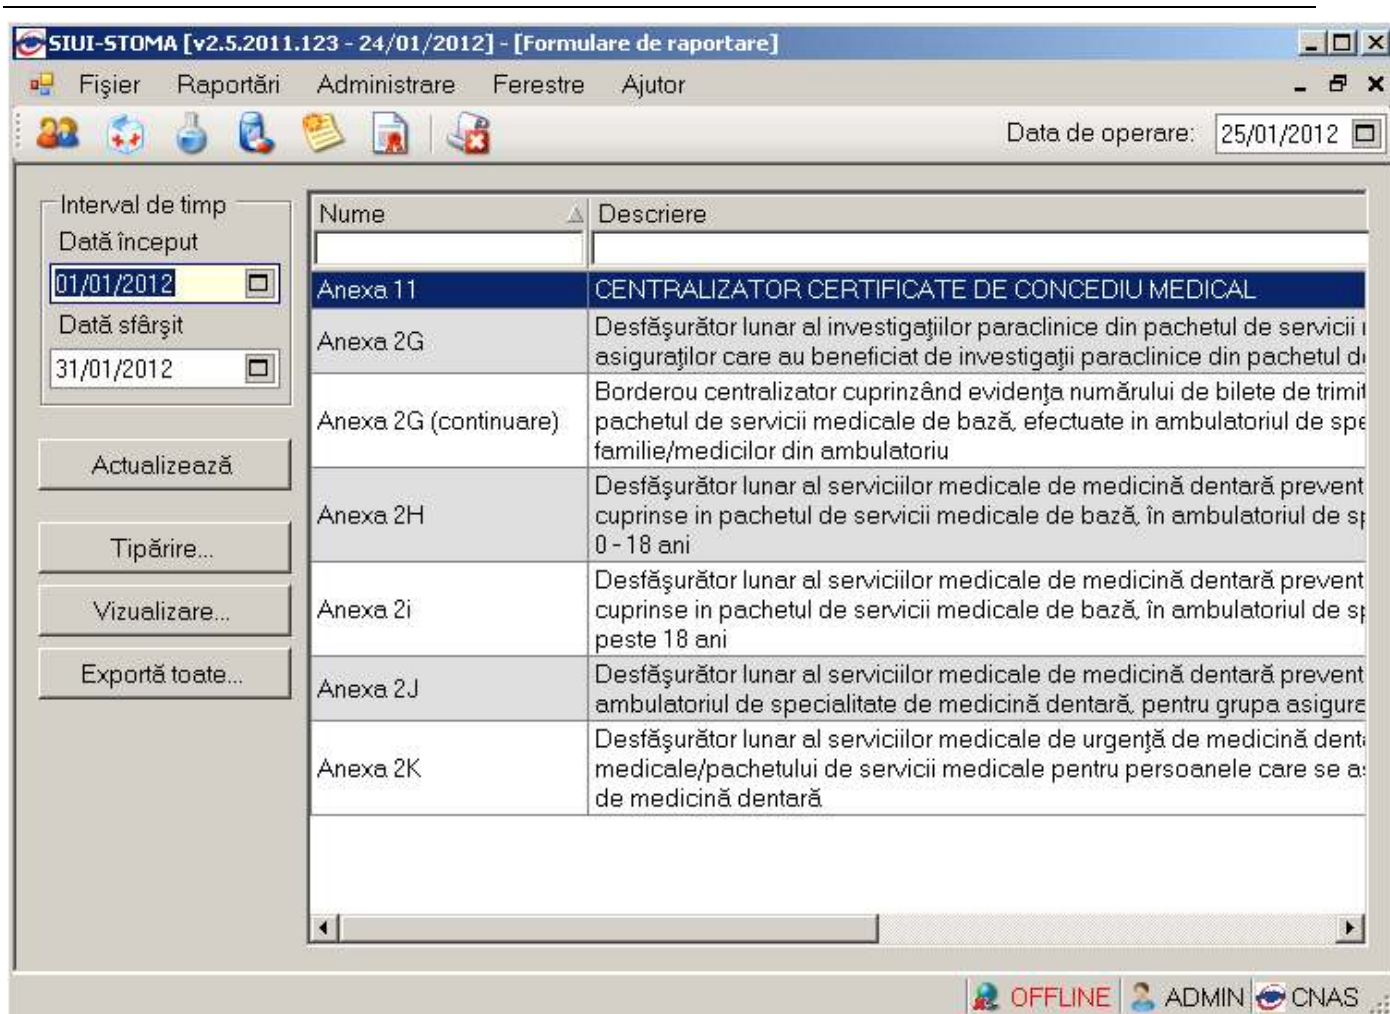 SIUI-STOMA [v2.5.2011.123 - 24/01/2012] - [Formulare de raportare]
Fişier Raportări Administrare Ferestre Ajutor
Data de operare: 25/01/2012
Interval de timp
Dată început
01/01/2012
Dată sfârşit
31/01/2012
Actualizează
Tipărire...
Vizualizare...
Exportă toate...
Nume Descriere
Anexa 11 CENTRALIZATOR CERTIFICATE DE CONCEDIU MEDICAL
Anexa 2G
Desfăşurător lunar al investigaţiilor paraclinice din pachetul de servicii
asiguraţilor care au beneficiat de investigaţii paraclinice din pachetul
Anexa 2G (continuare)
Borderou centralizator cuprinzând evidenţa numărului de bilete de trimit
pachetul de servicii medicale de bază, efectuate in ambulatoriul de spe
familie/medicilor din ambulatoriu
Anexa 2H
Desfăşurător lunar al serviciilor medicale de medicină dentară prevent
cuprinse in pachetul de servicii medicale de bază, în ambulatoriul de
0 - 18 ani
Anexa 2i
Desfăşurător lunar al serviciilor medicale de medicină dentară prevent
cuprinse in pachetul de servicii medicale de bază, în ambulatoriul de
peste 18 ani
Anexa 2J
Desfăşurător lunar al serviciilor medicale de medicină dentară prevent
ambulatoriul de specialitate de medicină dentară, pentru grupa asigura
Anexa 2K
Desfăşurător lunar al serviciilor medicale de urgenţă de medicină dent
medicale/pachetului de servicii medicale pentru persoanele care se
de medicină dentară
OFFLINE ADMIN CNAS